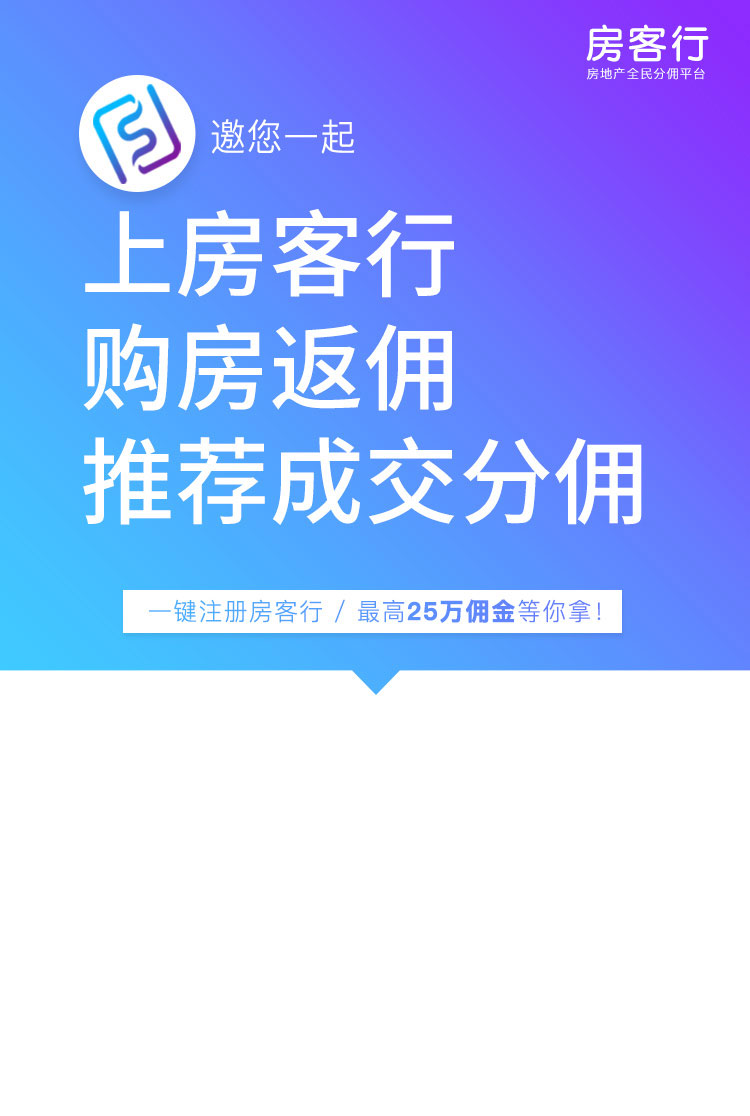 房客行
房地产全民分佣平台
邀您一起
上房客行
购房返佣
推荐成交分佣
一键注册房客行 / 最高25万佣金等你拿!